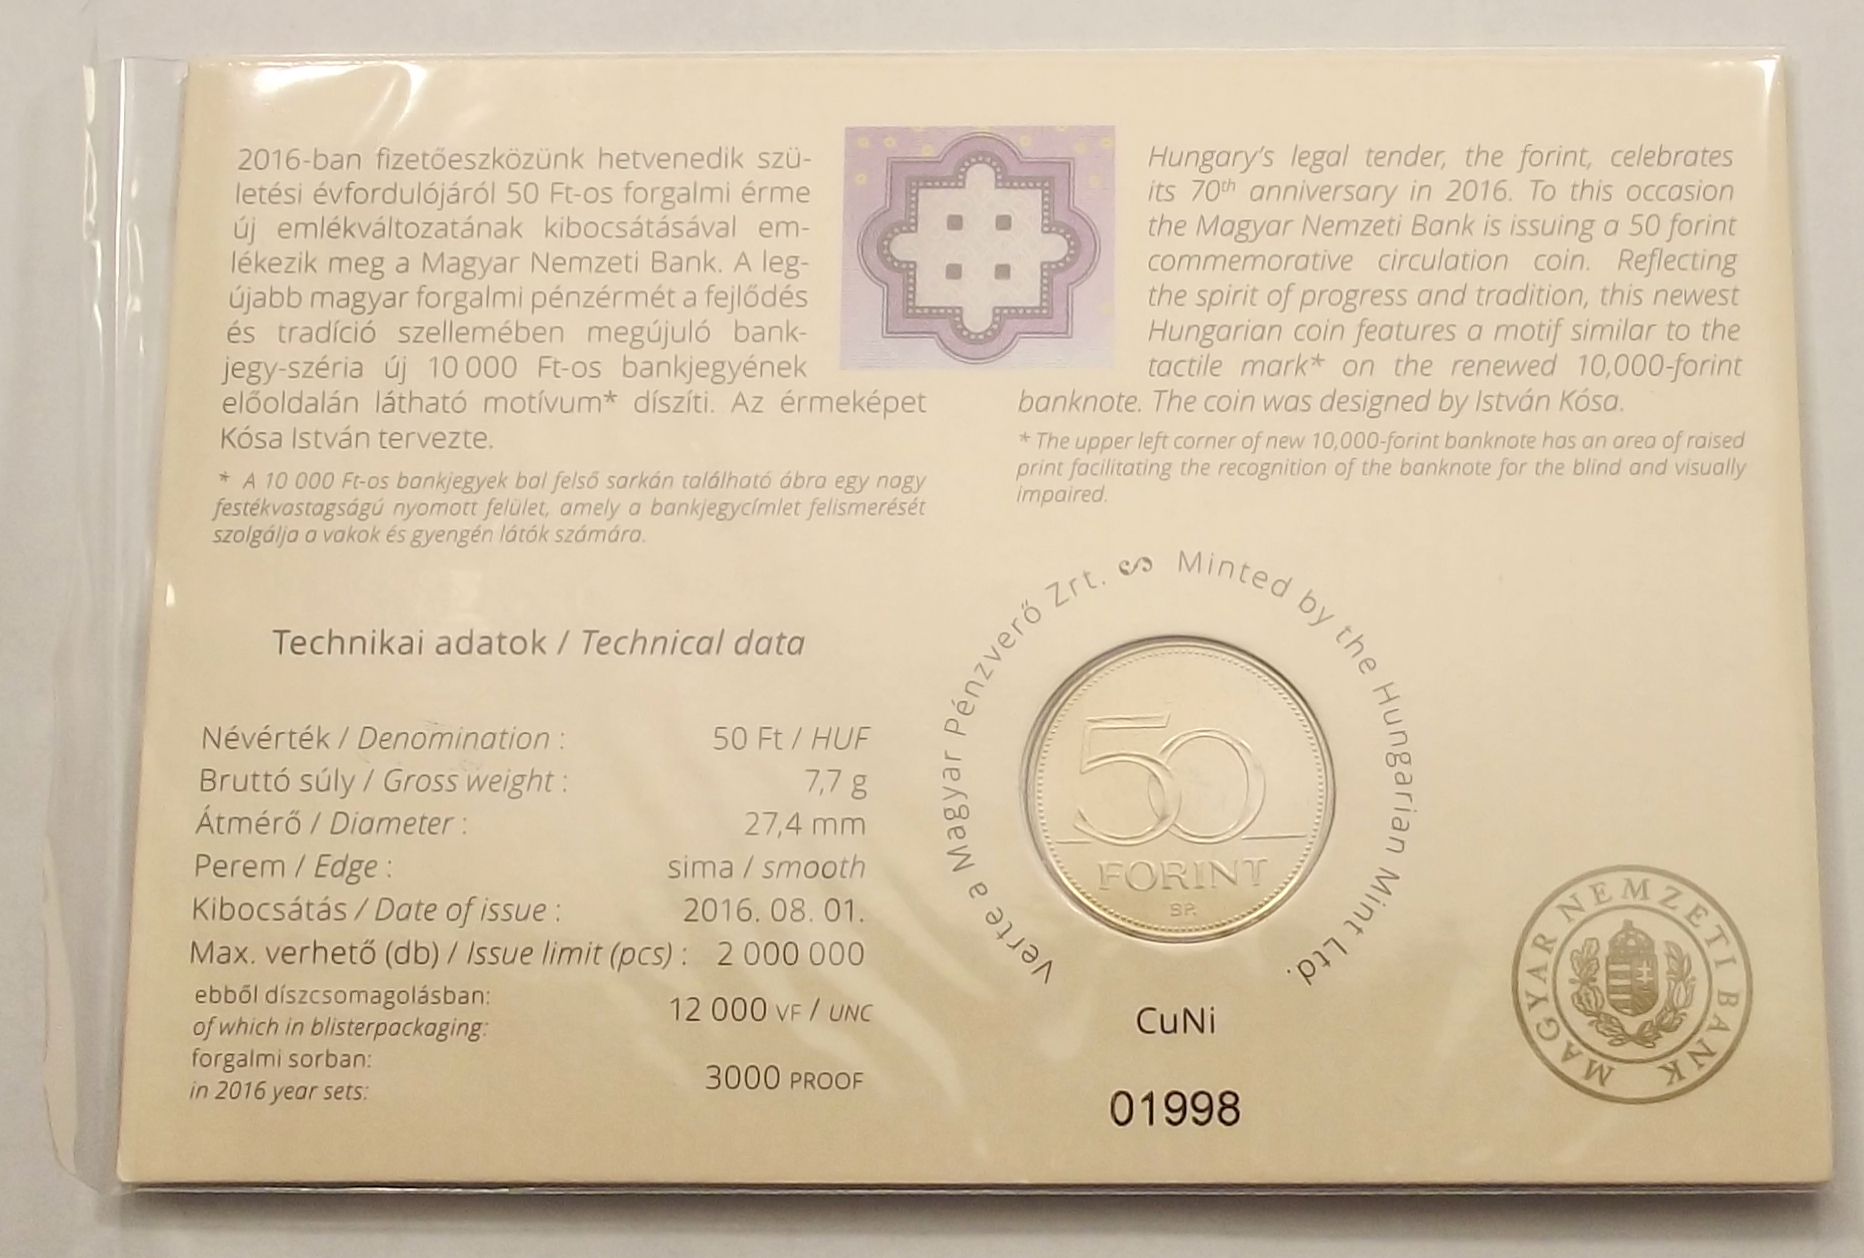 2016-ban fizetőeszközünk hetvenedik szü-
letési évfordulójáról 50 Ft-os forgalmi érme
új emlékváltozatának kibocsátásával em-
lékezik meg a Magyar Nemzeti Bank. A leg-
újabb magyar forgalmi pénzérmét a fejlődés
és tradíció szellemében megújuló bank-
jegy-széria új 10 000 Ft-os bankjegyének
előoldalán látható motívum* díszíti. Az érmeképet
Kósa István tervezte.
* A 10 000 Ft-os bankjegyek bal felső sarkán található ábra egy nagy
festékvastagságú nyomott felület, amely a bankjegycímlet felismerését
szolgálja a vakok és gyengén látók számára.
Hungary's legal tender, the forint, celebrates
its 70th anniversary in 2016. To this occasion
the Magyar Nemzeti Bank is issuing a 50 forint
commemorative circulation coin. Reflecting
the spirit of progress and tradition, this newest
Hungarian coin features a motif similar to the
tactile mark* on the renewed 10,000-forint
banknote. The coin was designed by István Kósa.
* The upper left corner of new 10,000-forint banknote has an area of raised
print facilitating the recognition of the banknote for the blind and visually
impaired.
Technikai adatok / Technical data
Névérték / Denomination : 50 Ft / HUF
Bruttó súly / Gross weight : 7,7 g
Átmérő / Diameter : 27,4 mm
Perem / Edge : sima / smooth
Kibocsátás / Date of issue : 2016. 08. 01.
Max. verhető (db) / Issue limit (pcs) : 2 000 000
ebből díszcsomagolásban:
of which in blisterpackaging: 12 000 VF / UNC
forgalmi sorban:
in 2016 year sets: 3000 PROOF
Verte a Magyar Pénzverő Zrt. ഗ Minted by the Hungarian Mint Ltd.
50
FORINT
BP.
CuNi
01998
MAGYAR NEMZETI BANK